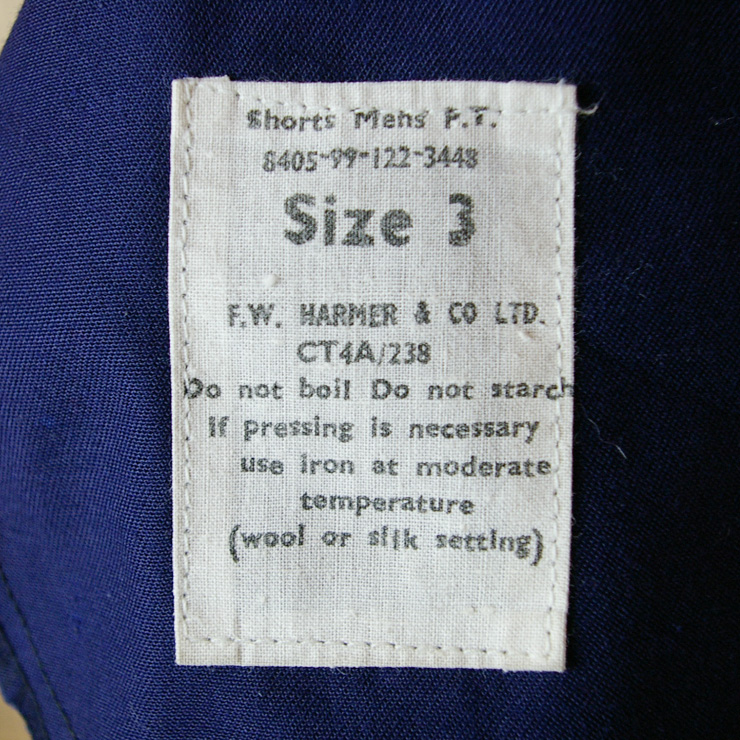 Shorts Mens P.T.
8405-99-122-3448
Size 3
F.W. HARMER & CO LTD.
CT4A/238
Do not boil Do not starch
If pressing is necessary
use iron at moderate
temperature
(wool or silk setting)